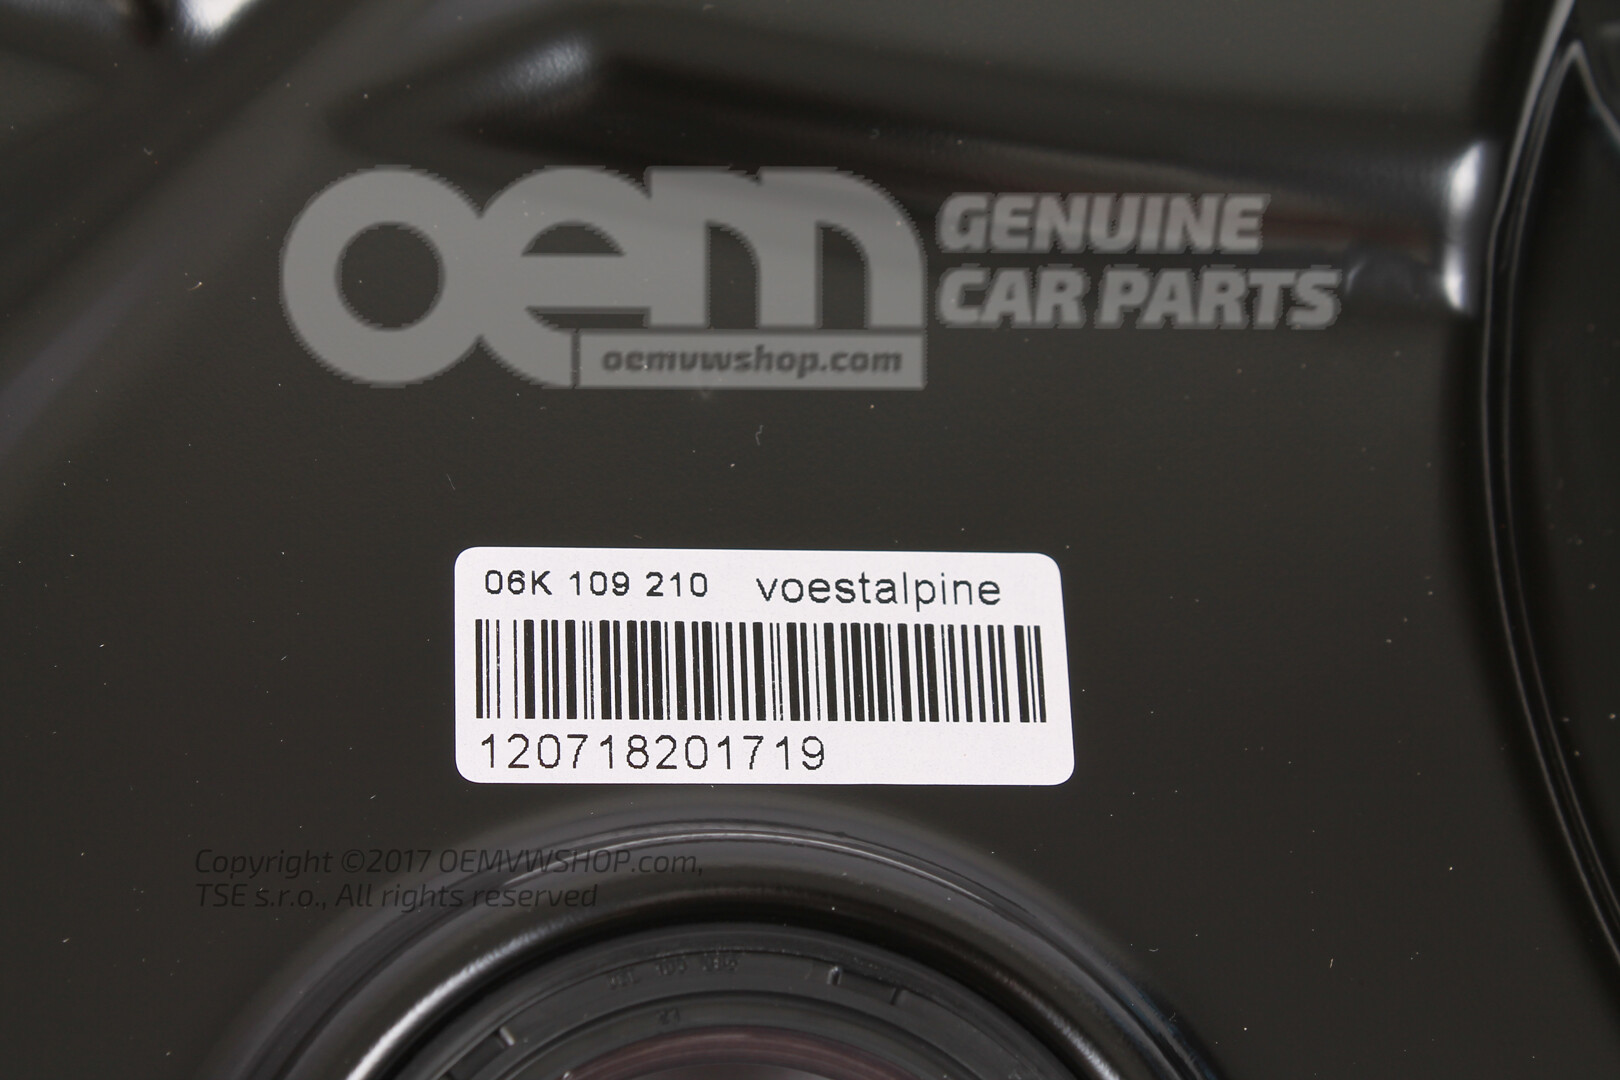 oem GENUINE
CAR PARTS
oemvwshop.com
06K 109 210 voestalpine
120718201719
Copyright ©2017 OEMVWSHOP.com,
TSE s.r.o., All rights reserved